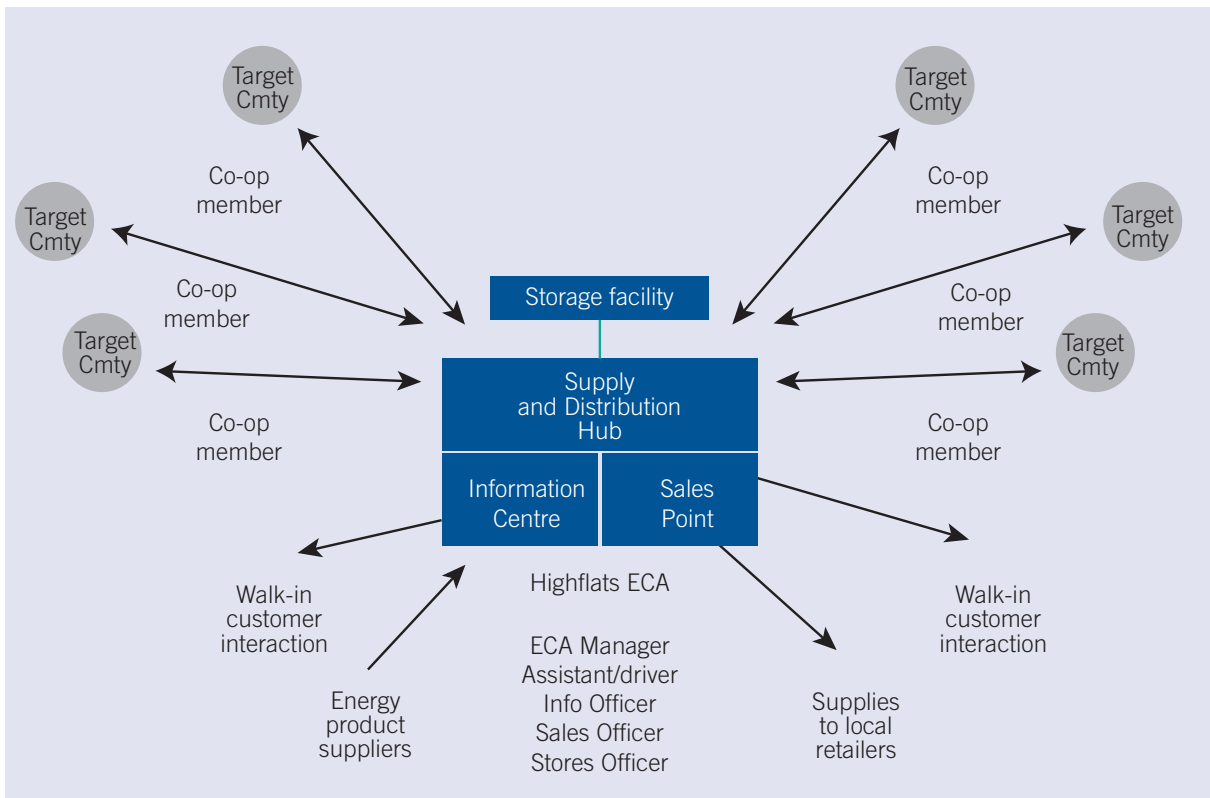 Target
Cmty
Target
Cmty
Co-op
member
Co-op
member
Target
Cmty
Target
Cmty
Co-op
member
Storage facility
Co-op
member
Target
Cmty
Target
Cmty
Supply
and Distribution
Hub
Co-op
member
Co-op
member
Information
Centre
Sales
Point
Highflats ECA
Walk-in
customer
interaction
Walk-in
customer
interaction
ECA Manager
Assistant/driver
Info Officer
Sales Officer
Stores Officer
Energy
product
suppliers
Supplies
to local
retailers